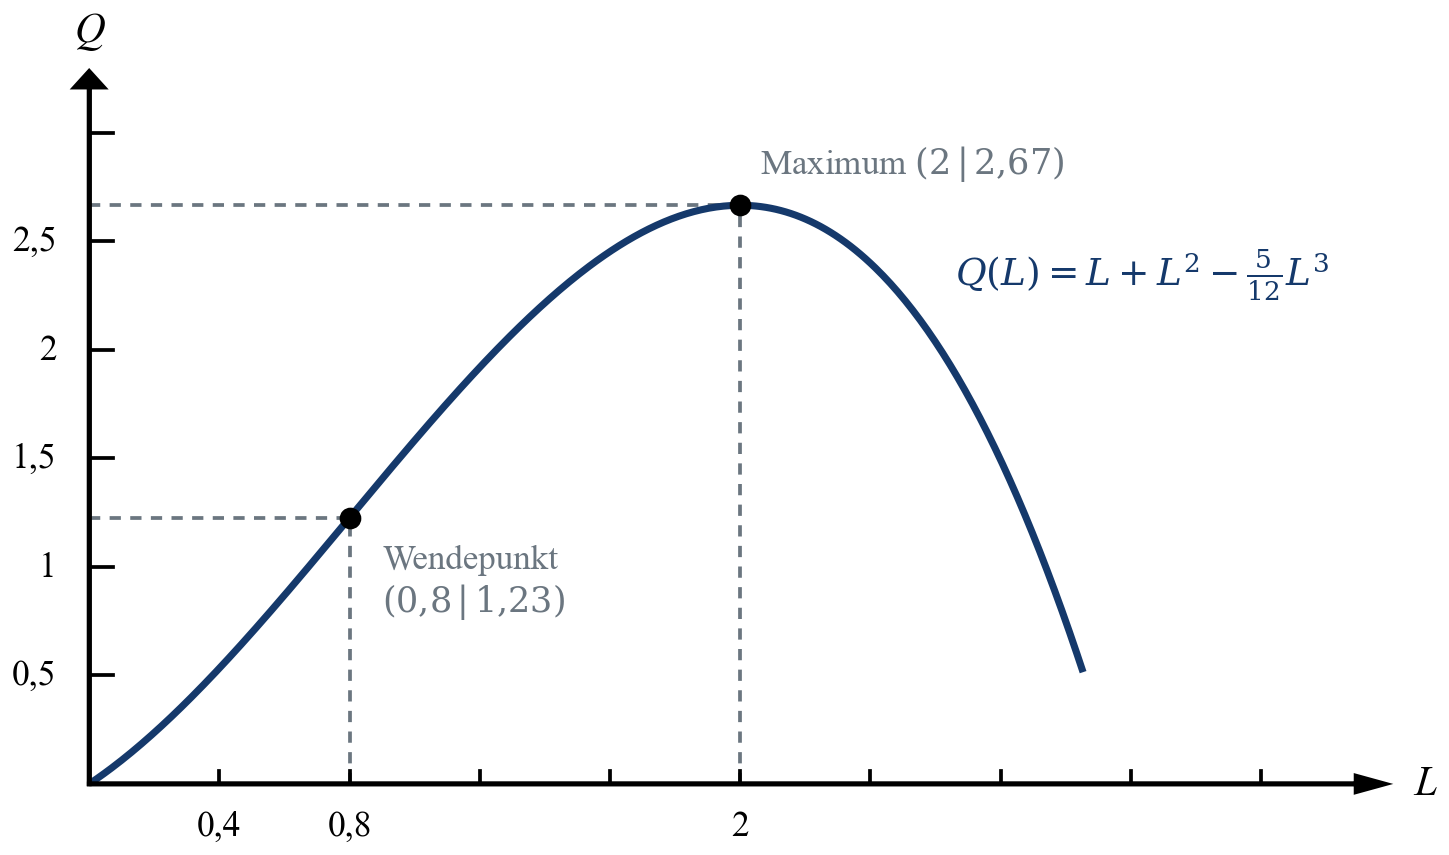 Q
Maximum (2 | 2,67)
2,5
Q(L) = L + L² − 5/12 L³
2
1,5
Wendepunkt
(0,8 | 1,23)
1
0,5
0,4
0,8
2
L